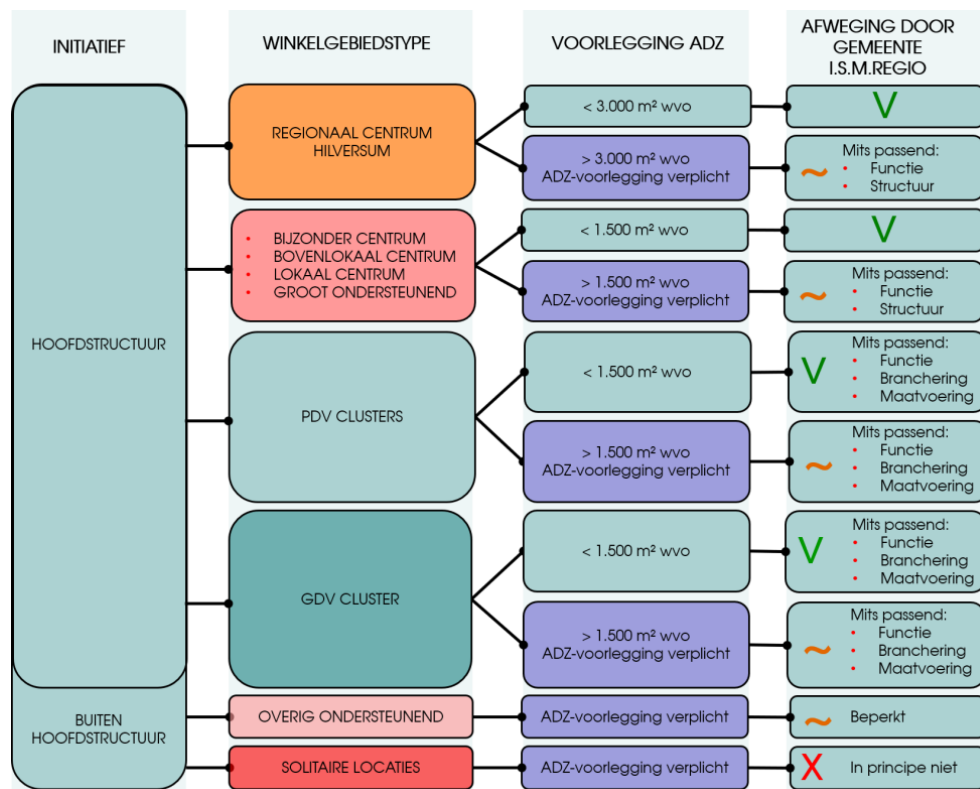 INITIATIEF
WINKELGEBIEDSTYPE
VOORLEGGING ADZ
AFWEGING DOOR
GEMEENTE
I.S.M.REGIO
HOOFDSTRUCTUUR
REGIONAAL CENTRUM
HILVERSUM
< 3.000 m² wvo
V
> 3.000 m² wvo
ADZ-voorlegging verplicht
~
Mits passend:
• Functie
• Structuur
• BIJZONDER CENTRUM
• BOVENLOKAAL CENTRUM
• LOKAAL CENTRUM
• GROOT ONDERSTEUNEND
< 1.500 m² wvo
V
> 1.500 m² wvo
ADZ-voorlegging verplicht
~
Mits passend:
• Functie
• Structuur
PDV CLUSTERS
< 1.500 m² wvo
V
Mits passend:
• Functie
• Branchering
• Maatvoering
> 1.500 m² wvo
ADZ-voorlegging verplicht
~
Mits passend:
• Functie
• Branchering
• Maatvoering
GDV CLUSTER
< 1.500 m² wvo
V
Mits passend:
• Functie
• Branchering
• Maatvoering
> 1.500 m² wvo
ADZ-voorlegging verplicht
~
Mits passend:
• Functie
• Branchering
• Maatvoering
BUITEN
HOOFDSTRUCTUUR
OVERIG ONDERSTEUNEND
ADZ-voorlegging verplicht
~ Beperkt
SOLITAIRE LOCATIES
ADZ-voorlegging verplicht
X In principe niet